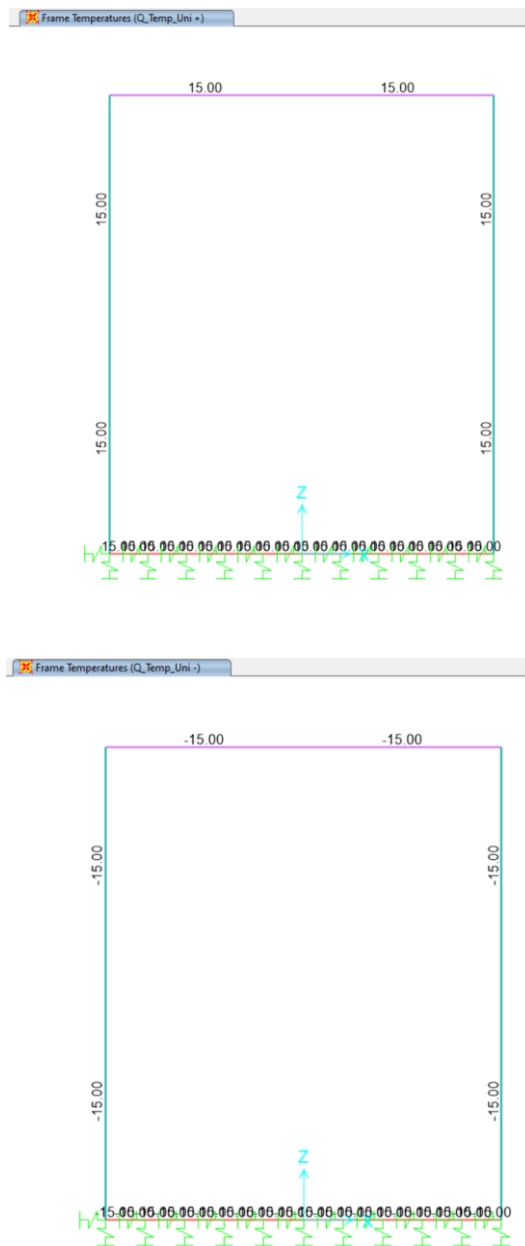 Frame Temperatures (Q_Temp_Uni +)
15.00 15.00
15.00 15.00
15.00 15.00
Z
X
Frame Temperatures (Q_Temp_Uni -)
-15.00 -15.00
-15.00 -15.00
-15.00 -15.00
Z
X